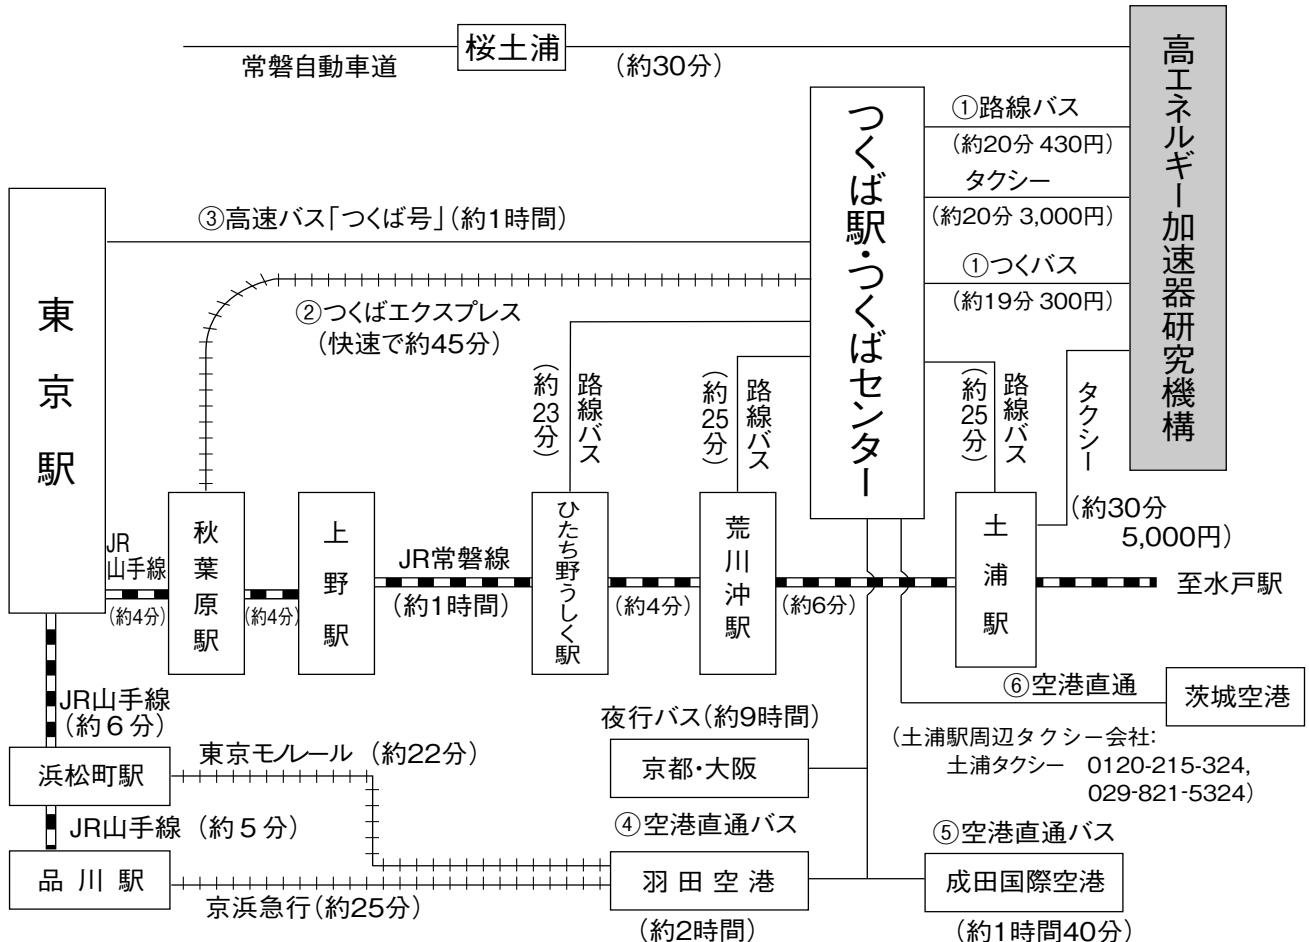 桜土浦
常磐自動車道
(約30分)
高エネルギー加速器研究機構
つくば駅・つくばセンター
①路線バス
(約20分 430円)
タクシー
(約20分 3,000円)
①つくバス
(約19分 300円)
東京駅
③高速バス「つくば号」(約1時間)
②つくばエクスプレス
(快速で約45分)
路線バス
(約23分)
路線バス
(約25分)
路線バス
(約25分)
タクシー
(約30分
5,000円)
JR
山手線
(約4分)
秋葉原駅
(約4分)
上野駅
JR常磐線
(約1時間)
ひたち野うしく駅
(約4分)
荒川沖駅
(約6分)
土浦駅
至水戸駅
JR山手線
(約6分)
浜松町駅
東京モノレール (約22分)
JR山手線 (約5分)
品川駅
京浜急行(約25分)
夜行バス(約9時間)
京都・大阪
④空港直通バス
羽田空港
(約2時間)
⑥空港直通
茨城空港
(土浦駅周辺タクシー会社:
土浦タクシー 0120-215-324,
029-821-5324)
⑤空港直通バス
成田国際空港
(約1時間40分)